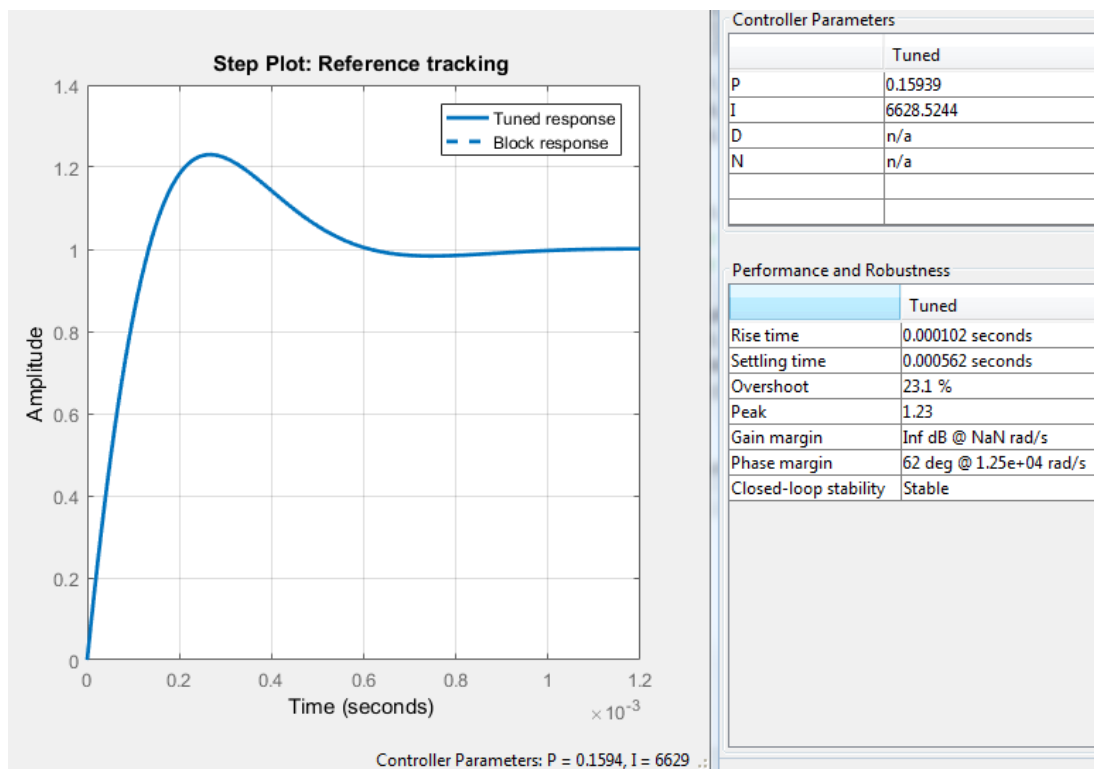 Step Plot: Reference tracking
Tuned response
Block response
1.4
1.2
1
0.8
0.6
0.4
0.2
0
Amplitude
0 0.2 0.4 0.6 0.8 1 1.2
Time (seconds)
×10⁻³
Controller Parameters: P = 0.1594, I = 6629
Controller Parameters
Tuned
P 0.15939
I 6628.5244
D n/a
N n/a
Performance and Robustness
Tuned
Rise time 0.000102 seconds
Settling time 0.000562 seconds
Overshoot 23.1 %
Peak 1.23
Gain margin Inf dB @ NaN rad/s
Phase margin 62 deg @ 1.25e+04 rad/s
Closed-loop stability Stable